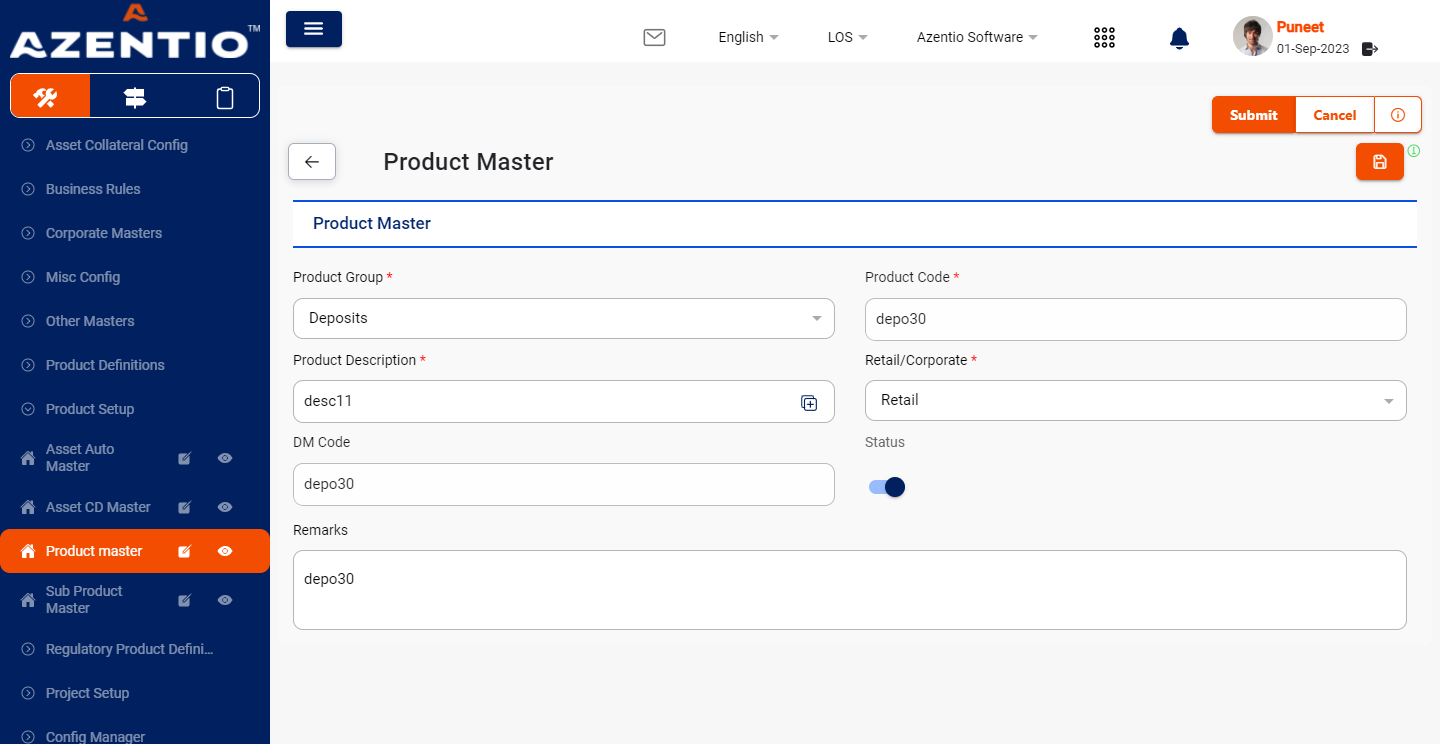 AZENTIO™
English
LOS
Azentio Software
Puneet
01-Sep-2023
Submit
Cancel
Asset Collateral Config
Business Rules
Corporate Masters
Misc Config
Other Masters
Product Definitions
Product Setup
Asset Auto
Master
Asset CD Master
Product master
Sub Product
Master
Regulatory Product Defini...
Project Setup
Config Manager
Product Master
Product Master
Product Group *
Deposits
Product Code *
depo30
Product Description *
desc11
Retail/Corporate *
Retail
DM Code
depo30
Status
Remarks
depo30